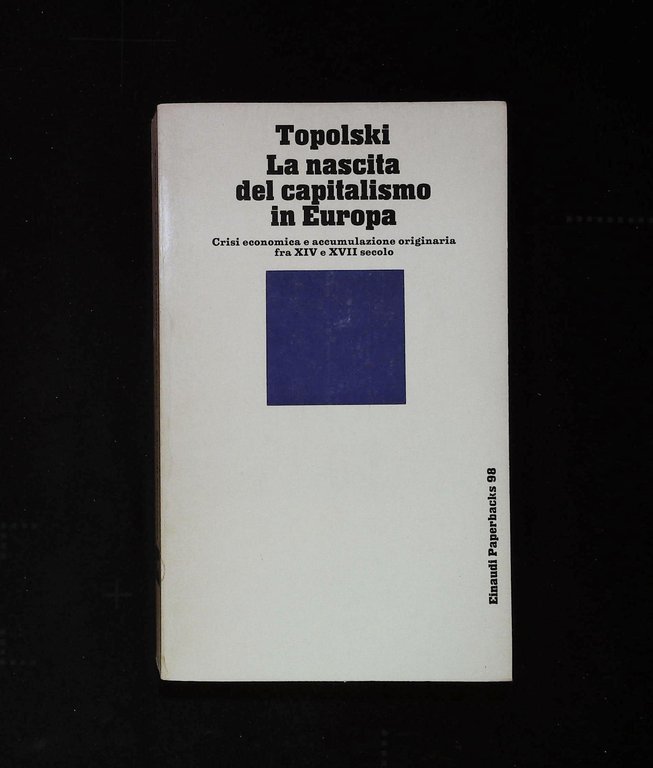 Topolski
La nascita
del capitalismo
in Europa
Crisi economica e accumulazione originaria
fra XIV e XVII secolo
Einaudi Paperbacks 98